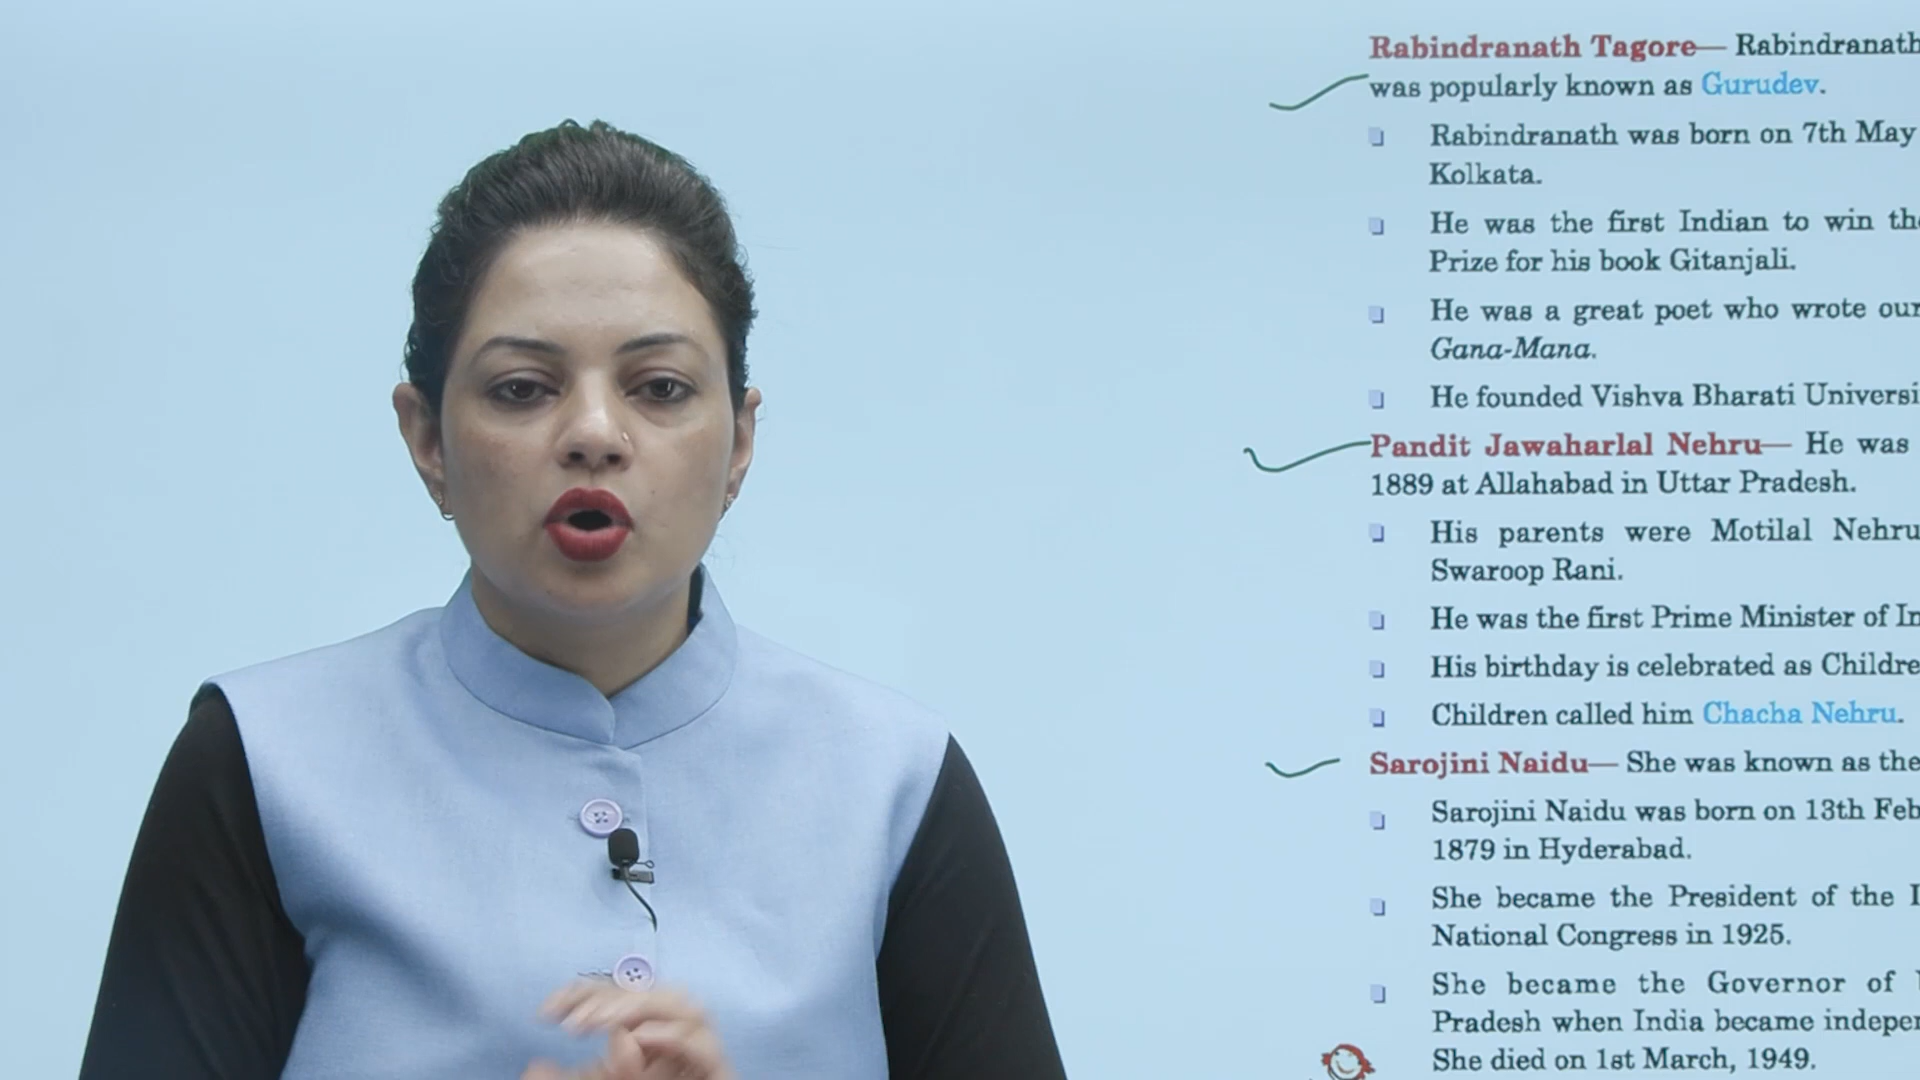 Rabindranath Tagore— Rabindranath
was popularly known as Gurudev.
Rabindranath was born on 7th May
Kolkata.
He was the first Indian to win the
Prize for his book Gitanjali.
He was a great poet who wrote our
Gana-Mana.
He founded Vishva Bharati Universi
Pandit Jawaharlal Nehru— He was
1889 at Allahabad in Uttar Pradesh.
His parents were Motilal Nehru
Swaroop Rani.
He was the first Prime Minister of In
His birthday is celebrated as Childre
Children called him Chacha Nehru.
Sarojini Naidu— She was known as the
Sarojini Naidu was born on 13th Feb
1879 in Hyderabad.
She became the President of the I
National Congress in 1925.
She became the Governor of
Pradesh when India became indepen
She died on 1st March, 1949.